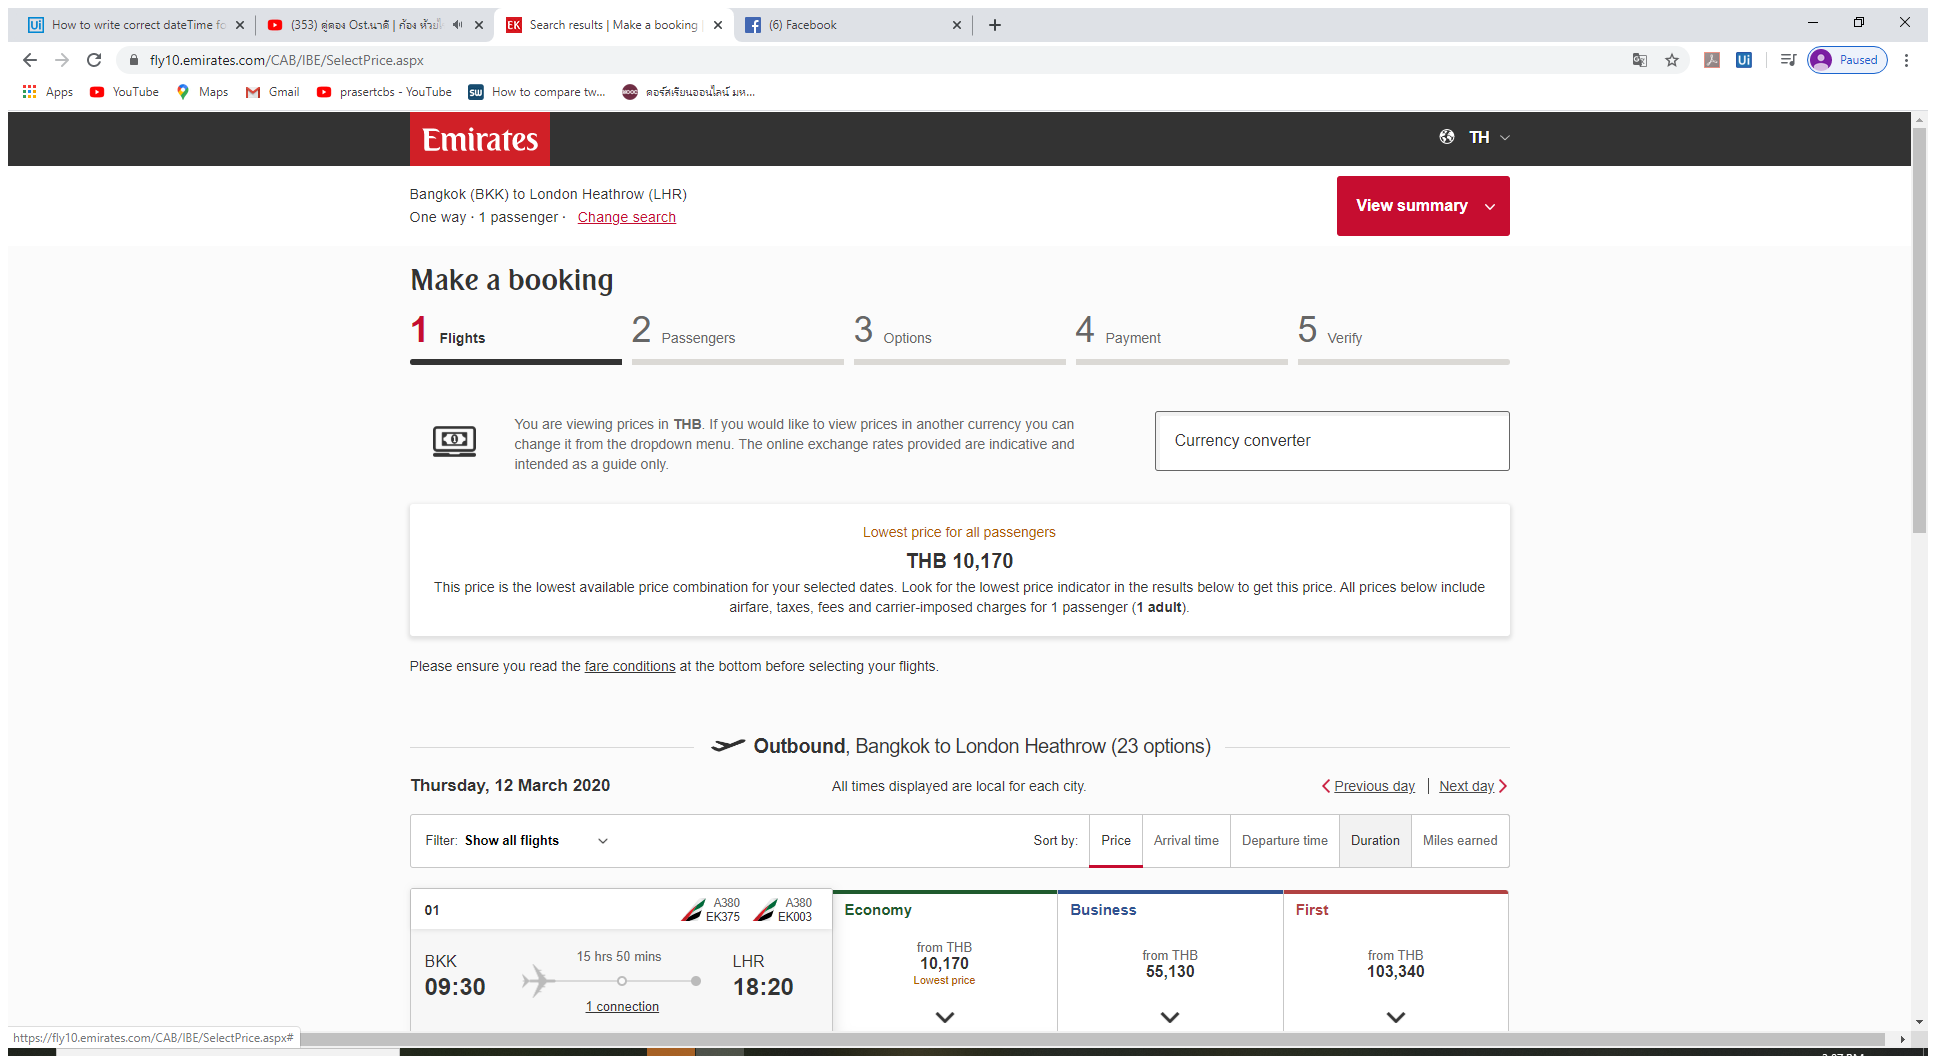 How to write correct dateTime fo
(353) คู่คอง Ost.นาคี | ก้อง ห้วยไ
Search results | Make a booking |
(6) Facebook
fly10.emirates.com/CAB/IBE/SelectPrice.aspx
Paused
Apps YouTube Maps Gmail prasertcbs - YouTube How to compare tw... คอร์สเรียนออนไลน์ มห...
Emirates
TH
Bangkok (BKK) to London Heathrow (LHR)
One way · 1 passenger · Change search
View summary
Make a booking
1 Flights
2 Passengers
3 Options
4 Payment
5 Verify
You are viewing prices in THB. If you would like to view prices in another currency you can
change it from the dropdown menu. The online exchange rates provided are indicative and
intended as a guide only.
Currency converter
Lowest price for all passengers
THB 10,170
This price is the lowest available price combination for your selected dates. Look for the lowest price indicator in the results below to get this price. All prices below include
airfare, taxes, fees and carrier-imposed charges for 1 passenger (1 adult).
Please ensure you read the fare conditions at the bottom before selecting your flights.
Outbound, Bangkok to London Heathrow (23 options)
Thursday, 12 March 2020
All times displayed are local for each city.
Previous day | Next day
Filter: Show all flights
Sort by: Price Arrival time Departure time Duration Miles earned
01
A380
EK375
A380
EK003
BKK
09:30
15 hrs 50 mins
1 connection
LHR
18:20
Economy
from THB
10,170
Lowest price
Business
from THB
55,130
First
from THB
103,340
https://fly10.emirates.com/CAB/IBE/SelectPrice.aspx#